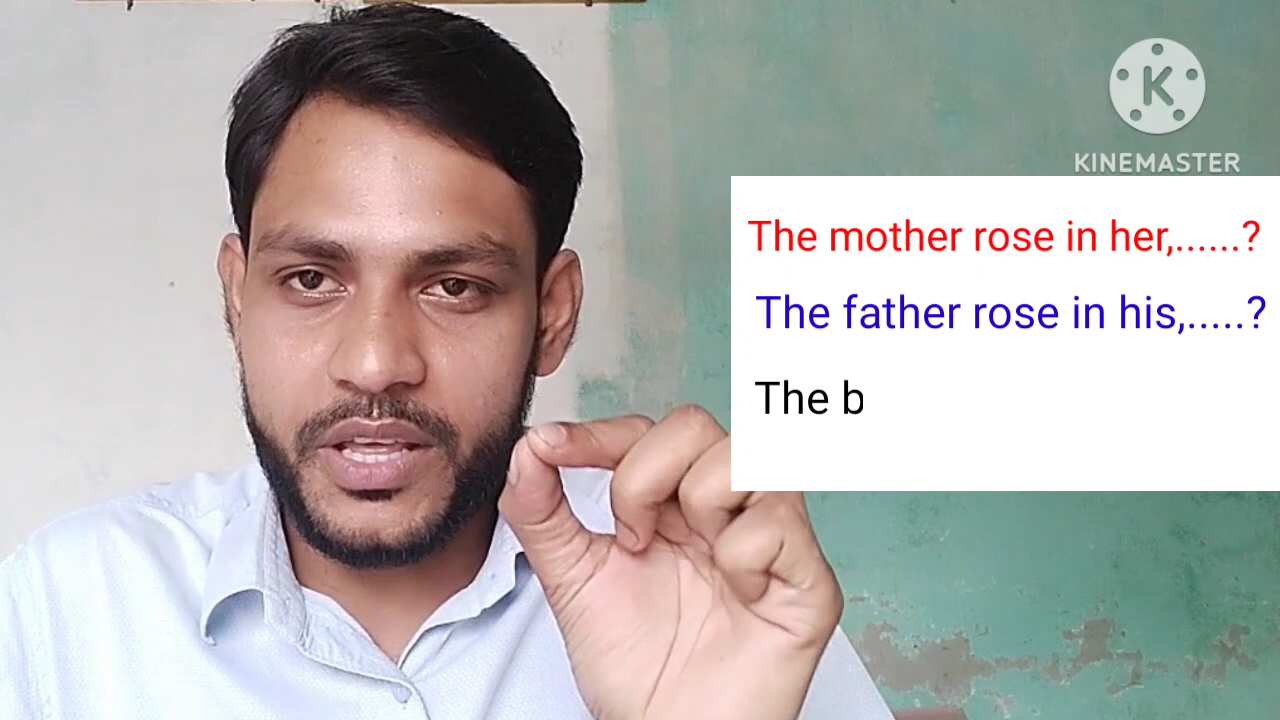 KINEMASTER
The mother rose in her,......?
The father rose in his,.....?
The b